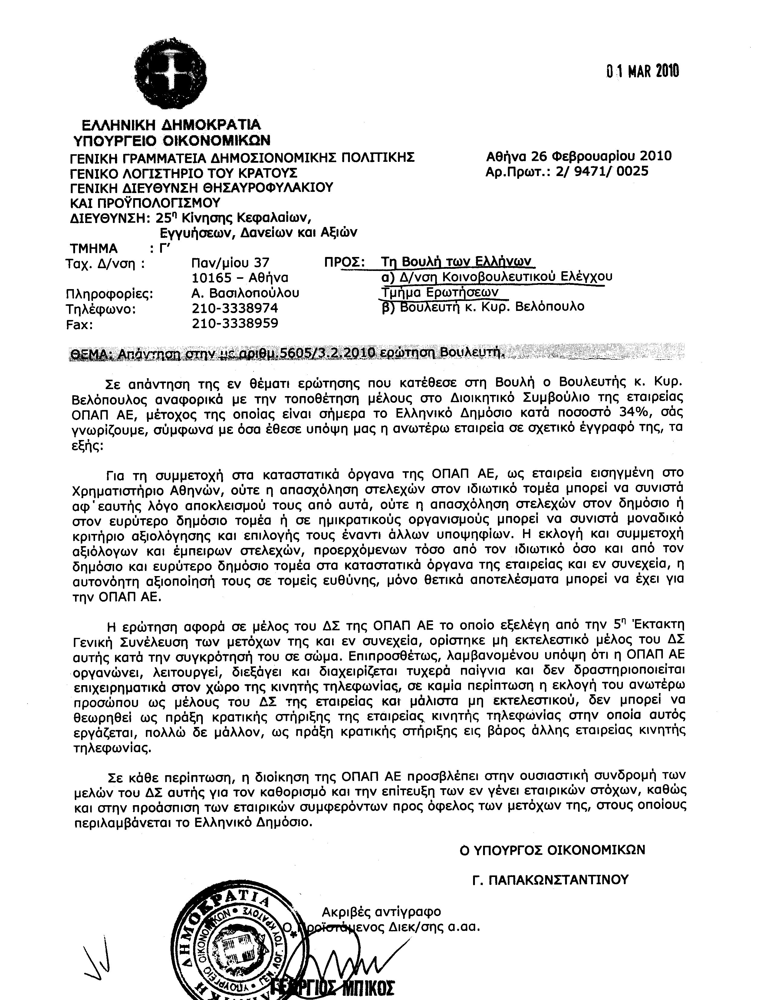 01 MAR 2010
ΕΛΛΗΝΙΚΗ ΔΗΜΟΚΡΑΤΙΑ
ΥΠΟΥΡΓΕΙΟ ΟΙΚΟΝΟΜΙΚΩΝ
ΓΕΝΙΚΗ ΓΡΑΜΜΑΤΕΙΑ ΔΗΜΟΣΙΟΝΟΜΙΚΗΣ ΠΟΛΙΤΙΚΗΣ
ΓΕΝΙΚΟ ΛΟΓΙΣΤΗΡΙΟ ΤΟΥ ΚΡΑΤΟΥΣ
ΓΕΝΙΚΗ ΔΙΕΥΘΥΝΣΗ ΘΗΣΑΥΡΟΦΥΛΑΚΙΟΥ
ΚΑΙ ΠΡΟΫΠΟΛΟΓΙΣΜΟΥ
ΔΙΕΥΘΥΝΣΗ: 25η Κίνησης Κεφαλαίων,
Εγγυήσεων, Δανείων και Αξιών
ΤΜΗΜΑ : Γ’
Αθήνα 26 Φεβρουαρίου 2010
Αρ.Πρωτ.: 2/ 9471/ 0025
Ταχ. Δ/νση : Παν/μίου 37
10165 – Αθήνα
Πληροφορίες: Α. Βασιλοπούλου
Τηλέφωνο: 210-3338974
Fax: 210-3338959
ΠΡΟΣ: Τη Βουλή των Ελλήνων
α) Δ/νση Κοινοβουλευτικού Ελέγχου
Τμήμα Ερωτήσεων
β) Βουλευτή κ. Κυρ. Βελόπουλο
ΘΕΜΑ: Απάντηση στην με αριθμ.5605/3.2.2010 ερώτηση Βουλευτή.
Σε απάντηση της εν θέματι ερώτησης που κατέθεσε στη Βουλή ο Βουλευτής κ. Κυρ.
Βελόπουλος αναφορικά με την τοποθέτηση μέλους στο Διοικητικό Συμβούλιο της εταιρείας
ΟΠΑΠ ΑΕ, μέτοχος της οποίας είναι σήμερα το Ελληνικό Δημόσιο κατά ποσοστό 34%, σάς
γνωρίζουμε, σύμφωνα με όσα έθεσε υπόψη μας η ανωτέρω εταιρεία σε σχετικό έγγραφό της, τα
εξής:
Για τη συμμετοχή στα καταστατικά όργανα της ΟΠΑΠ ΑΕ, ως εταιρεία εισηγμένη στο
Χρηματιστήριο Αθηνών, ούτε η απασχόληση στελεχών στον ιδιωτικό τομέα μπορεί να συνιστά
αφ'εαυτής λόγο αποκλεισμού τους από αυτά, ούτε η απασχόληση στελεχών στον δημόσιο ή
στον ευρύτερο δημόσιο τομέα ή σε ημικρατικούς οργανισμούς μπορεί να συνιστά μοναδικό
κριτήριο αξιολόγησης και επιλογής τους έναντι άλλων υποψηφίων. Η εκλογή και συμμετοχή
αξιόλογων και έμπειρων στελεχών, προερχόμενων τόσο από τον ιδιωτικό όσο και από τον
δημόσιο και ευρύτερο δημόσιο τομέα στα καταστατικά όργανα της εταιρείας και εν συνεχεία, η
αυτονόητη αξιοποίησή τους σε τομείς ευθύνης, μόνο θετικά αποτελέσματα μπορεί να έχει για
την ΟΠΑΠ ΑΕ.
Η ερώτηση αφορά σε μέλος του ΔΣ της ΟΠΑΠ ΑΕ το οποίο εξελέγη από την 5η Έκτακτη
Γενική Συνέλευση των μετόχων της και εν συνεχεία, ορίστηκε μη εκτελεστικό μέλος του ΔΣ
αυτής κατά την συγκρότησή του σε σώμα. Επιπροσθέτως, λαμβανομένου υπόψη ότι η ΟΠΑΠ ΑΕ
οργανώνει, λειτουργεί, διεξάγει και διαχειρίζεται τυχερά παίγνια και δεν δραστηριοποιείται
επιχειρηματικά στον χώρο της κινητής τηλεφωνίας, σε καμία περίπτωση η εκλογή του ανωτέρω
προσώπου ως μέλους του ΔΣ της εταιρείας και μάλιστα μη εκτελεστικού, δεν μπορεί να
θεωρηθεί ως πράξη κρατικής στήριξης της εταιρείας κινητής τηλεφωνίας στην οποία αυτός
εργάζεται, πολλώ δε μάλλον, ως πράξη κρατικής στήριξης εις βάρος άλλης εταιρείας κινητής
τηλεφωνίας.
Σε κάθε περίπτωση, η διοίκηση της ΟΠΑΠ ΑΕ προσβλέπει στην ουσιαστική συνδρομή των
μελών του ΔΣ αυτής για τον καθορισμό και την επίτευξη των εν γένει εταιρικών στόχων, καθώς
και στην προάσπιση των εταιρικών συμφερόντων προς όφελος των μετόχων της, στους οποίους
περιλαμβάνεται το Ελληνικό Δημόσιο.
Ο ΥΠΟΥΡΓΟΣ ΟΙΚΟΝΟΜΙΚΩΝ
Γ. ΠΑΠΑΚΩΝΣΤΑΝΤΙΝΟΥ
Ακριβές αντίγραφο
Ο Προϊστάμενος Διεκ/σης α.αα.
ΔΗΜΟΚΡΑΤΙΑ
ΥΠΟΥΡΓΕΙΟ ΟΙΚΟΝΟΜΙΚΩΝ • ΓΕΝ. ΛΟΓ. ΤΟΥ ΚΡΑΤΟΥΣ •
ΓΕΩΡΓΙΟΣ ΜΠΙΚΟΣ